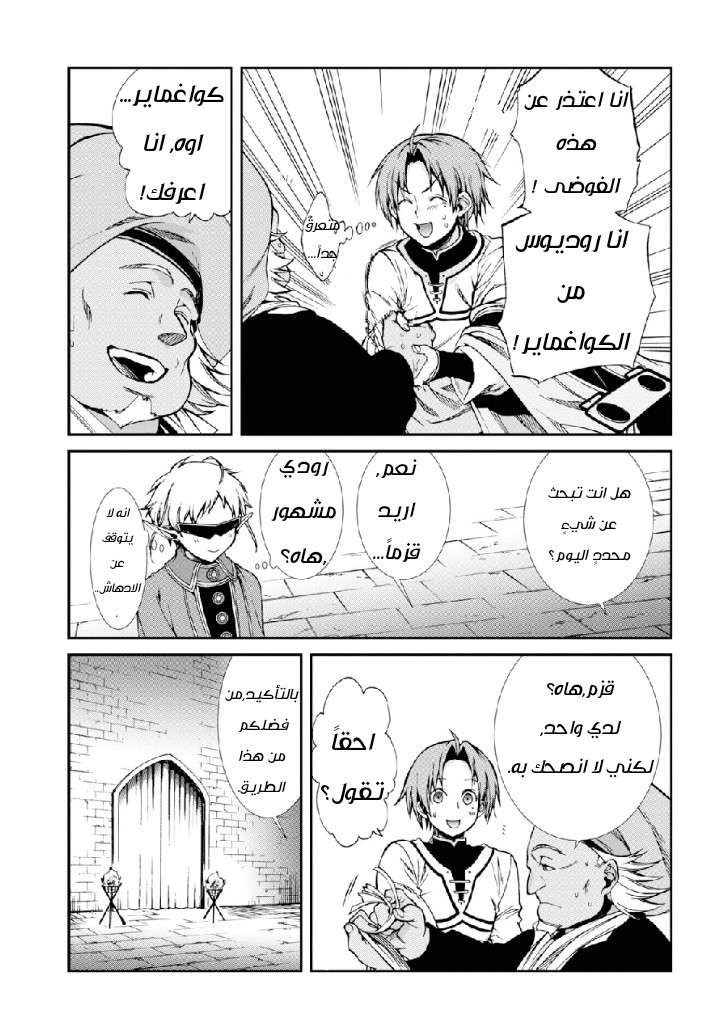 انا اعتذر عن
هذه
الفوضى !
انا روديوس
من
الكواغماير!
متعرقٌ
جداً...
كواغماير...
اوه, انا
اعرفك!
هل انت تبحث
عن شيءٍ
محددٍ اليوم؟
نعم,
اريد
قزماً...
رودي
مشهور
,هاه؟
انه لا
يتوقف
عن
الادهاش..
.
قزم,هاه؟
لدي واحد,
لكني لا انصحك به.
احقاً
تقول؟
بالتأكيد,من
فضلكم
من هذا
الطريق.